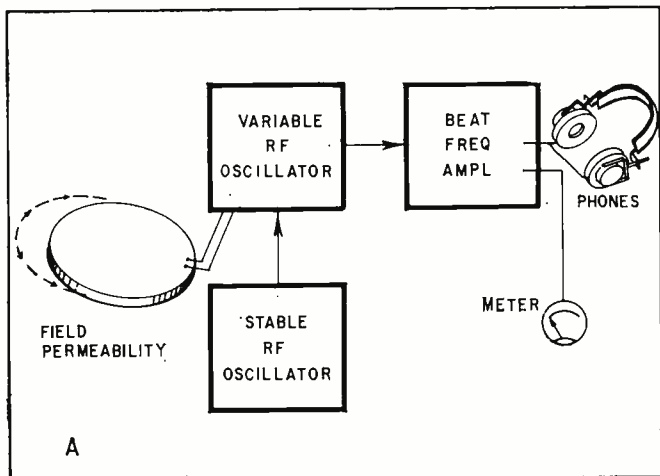 VARIABLE
RF
OSCILLATOR
BEAT
FREQ
AMPL
PHONES
FIELD
PERMEABILITY
STABLE
RF
OSCILLATOR
METER
A